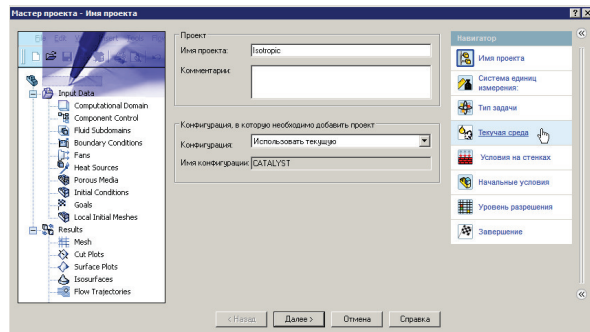 Мастер проекта - Имя проекта
Input Data
Computational Domain
Component Control
Fluid Subdomains
Boundary Conditions
Fans
Heat Sources
Porous Media
Initial Conditions
Goals
Local Initial Meshes
Results
Mesh
Cut Plots
Surface Plots
Isosurfaces
Flow Trajectories
Проект
Имя проекта:
Isotropic
Комментарии:
Конфигурация, в которую необходимо добавить проект
Конфигурация:
Использовать текущую
Имя конфигурации:
CATALYST
Навигатор
Имя проекта
Система единиц
измерения:
Тип задачи
Текучая среда
Условия на стенках
Начальные условия
Уровень разрешения
Завершение
< Назад
Далее >
Отмена
Справка